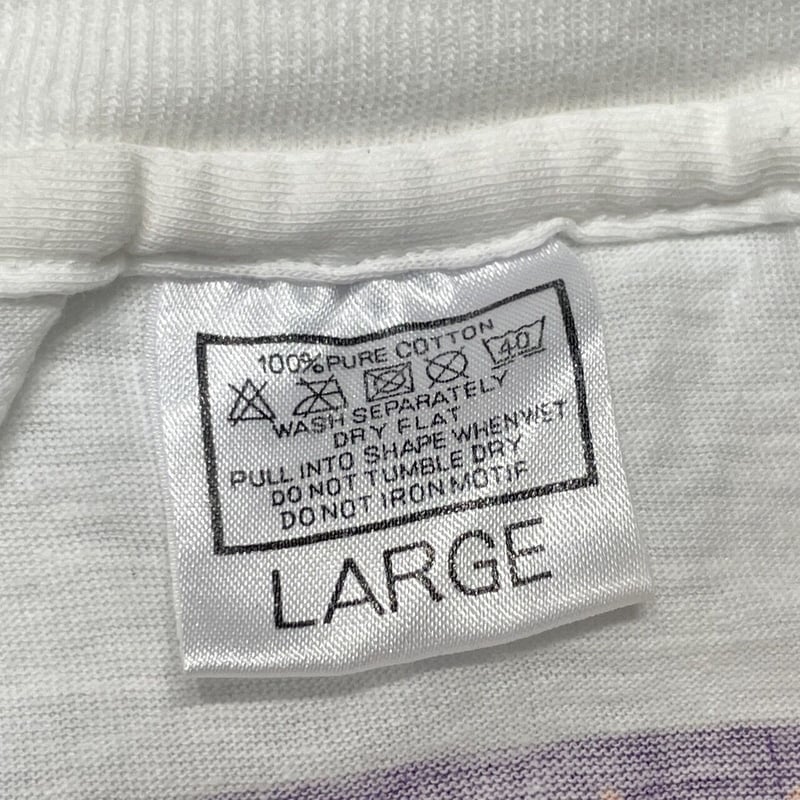 100% PURE COTTON
40
WASH SEPARATELY
DRY FLAT
PULL INTO SHAPE WHEN WET
DO NOT TUMBLE DRY
DO NOT IRON MOTIF
LARGE